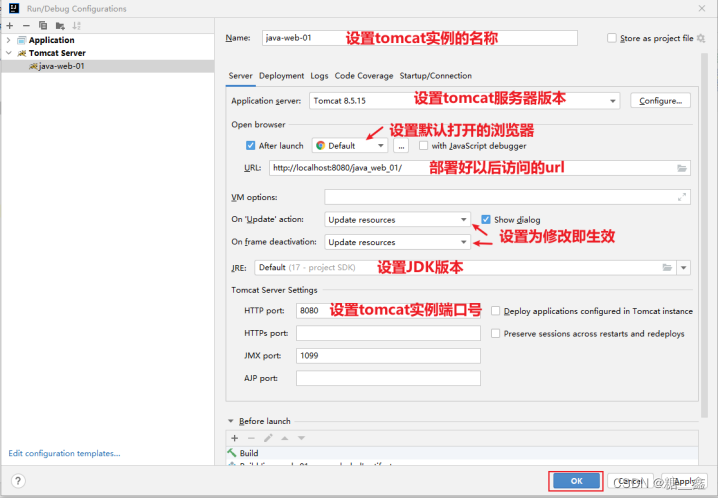 Run/Debug Configurations
Application
Tomcat Server
java-web-01
Name: java-web-01 设置tomcat实例的名称
Store as project file
Server Deployment Logs Code Coverage Startup/Connection
Application server: Tomcat 8.5.15 设置tomcat服务器版本 Configure...
Open browser 设置默认打开的浏览器
After launch Default ... with JavaScript debugger
URL: http://localhost:8080/java_web_01/ 部署好以后访问的url
VM options:
On 'Update' action: Update resources Show dialog
设置为修改即生效
On frame deactivation: Update resources
JRE: Default (17 - project SDK) 设置JDK版本
Tomcat Server Settings
HTTP port: 8080 设置tomcat实例端口号 Deploy applications configured in Tomcat instance
HTTPs port: Preserve sessions across restarts and redeploys
JMX port: 1099
AJP port:
Before launch
Build
Edit configuration templates...
? OK Cancel Apply